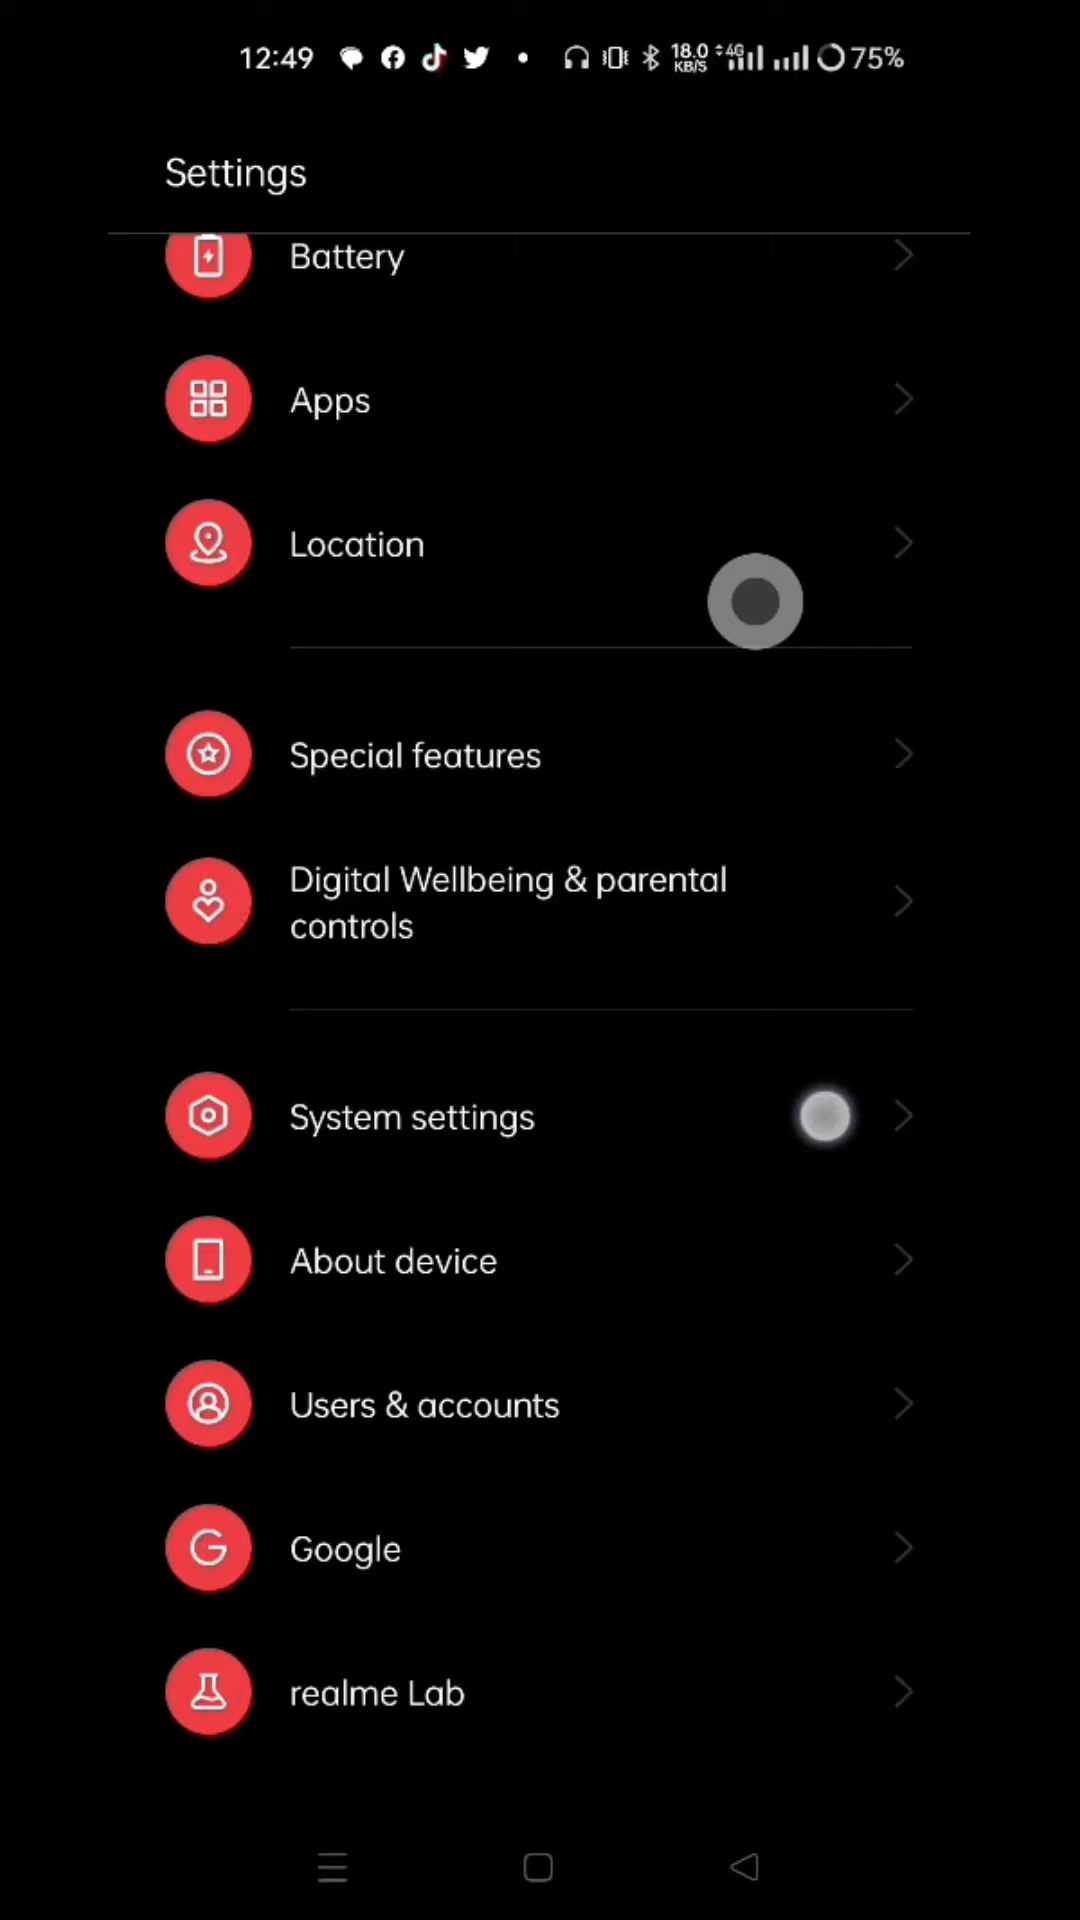 12:49 18.0 KB/S 4G 75%
Settings
Battery
Apps
Location
Special features
Digital Wellbeing & parental
controls
System settings
About device
Users & accounts
Google
realme Lab